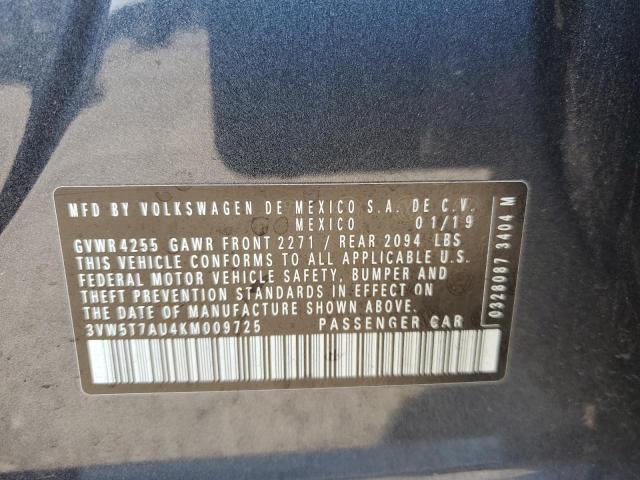 MFD BY VOLKSWAGEN DE MEXICO S.A. DE C.V.
MEXICO 01/19
GVWR4255 GAWR FRONT 2271 / REAR 2094 LBS
THIS VEHICLE CONFORMS TO ALL APPLICABLE U.S.
FEDERAL MOTOR VEHICLE SAFETY, BUMPER AND
THEFT PREVENTION STANDARDS IN EFFECT ON
THE DATE OF MANUFACTURE SHOWN ABOVE.
3VW5T7AU4KM009725 PASSENGER CAR
0328087 3404 M